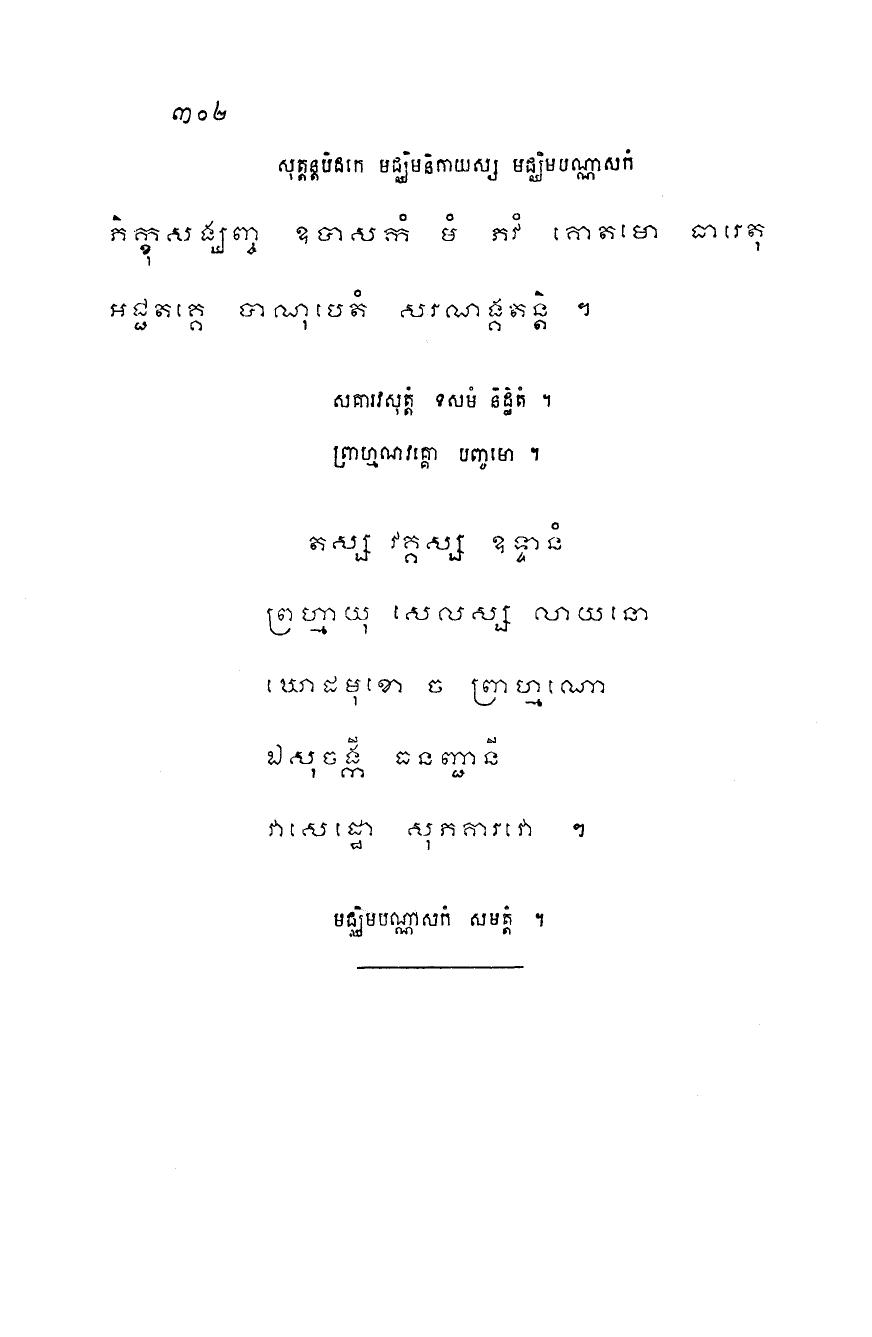 ៣០២
សុត្តន្តបិដកេ មជ្ឈិមនិកាយស្ស មជ្ឈិមបណ្ណាសកំ
ភិក្ខុសង្ឃញ្ច ឧបាសកំ មំ ភវំ គោតមោ ធារេតុ
អជ្ជតគ្គេ បាណុបេតំ សរណង្គតន្តិ ។
សគារវសុត្តំ ទសមំ និដ្ឋិតំ ។
ព្រាហ្មណវគ្គោ បញ្ចមោ ។
តស្ស វគ្គស្ស ឧទ្ទានំ
ព្រហ្មាយុ សេលស្ស លាយនោ
ឃោដមុខោ ច ព្រាហ្មណោ
ឯសុចង្កី ធនញ្ជានី
វាសេដ្ឋោ សុភគារវោ ។
មជ្ឈិមបណ្ណាសកំ សមត្តំ ។